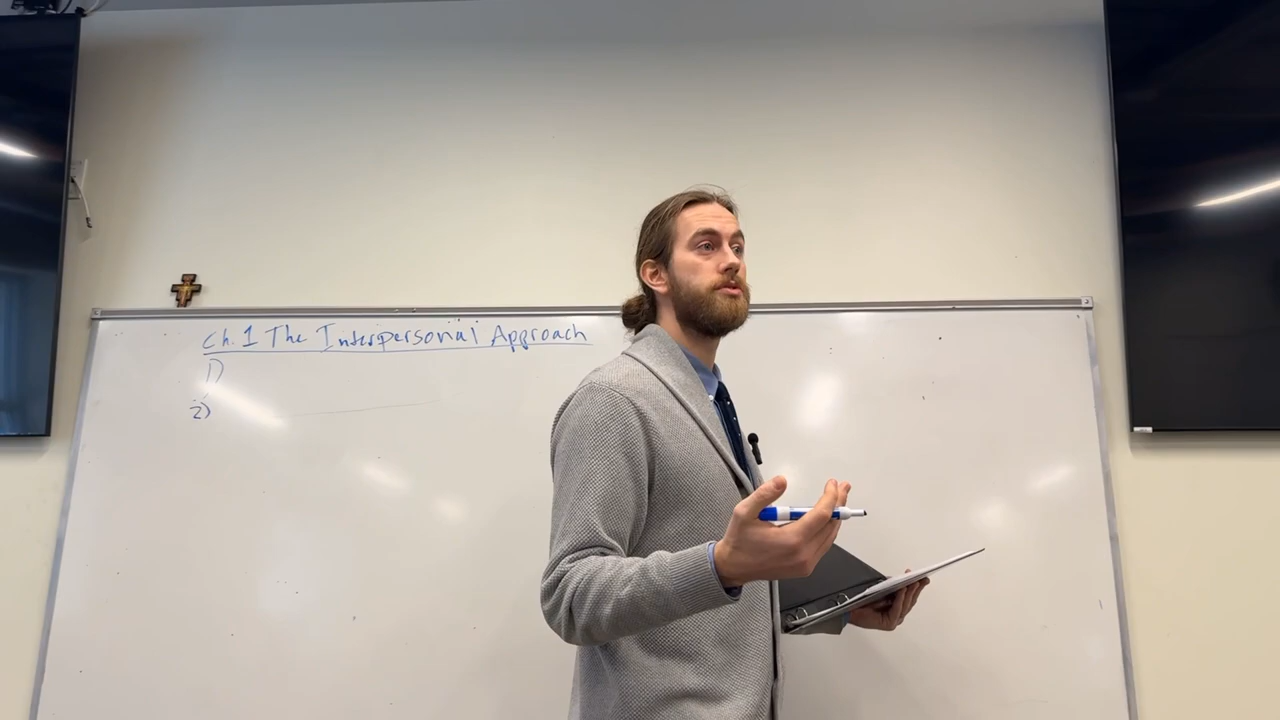 Ch. 1 The Interpersonal Approach
1)
2)